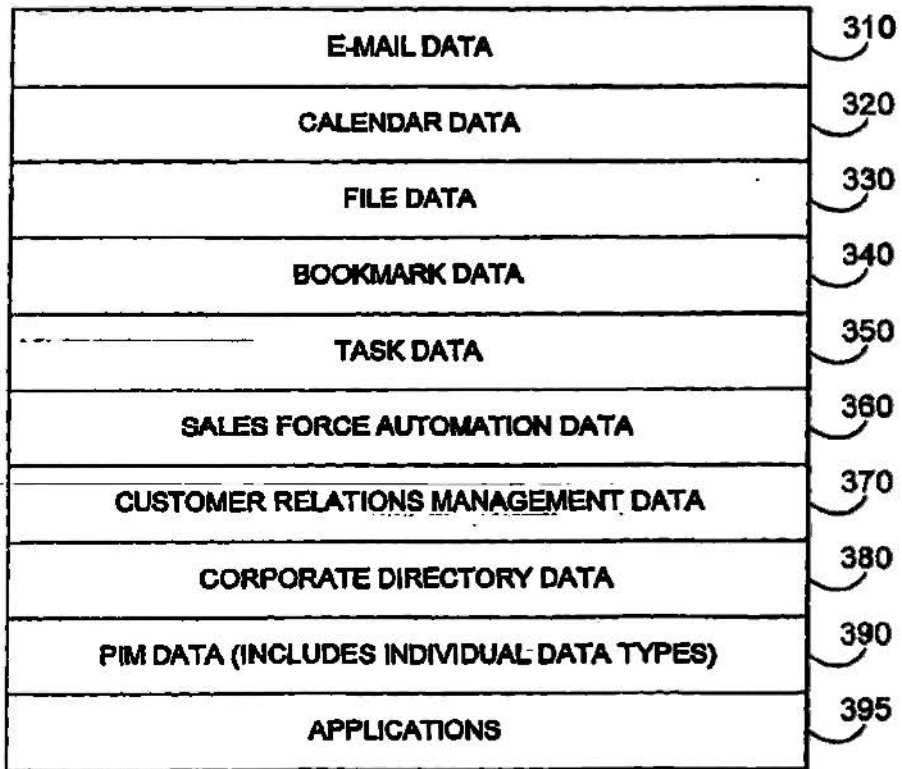 E-MAIL DATA 310
CALENDAR DATA 320
FILE DATA 330
BOOKMARK DATA 340
TASK DATA 350
SALES FORCE AUTOMATION DATA 360
CUSTOMER RELATIONS MANAGEMENT DATA 370
CORPORATE DIRECTORY DATA 380
PIM DATA (INCLUDES INDIVIDUAL DATA TYPES) 390
APPLICATIONS 395